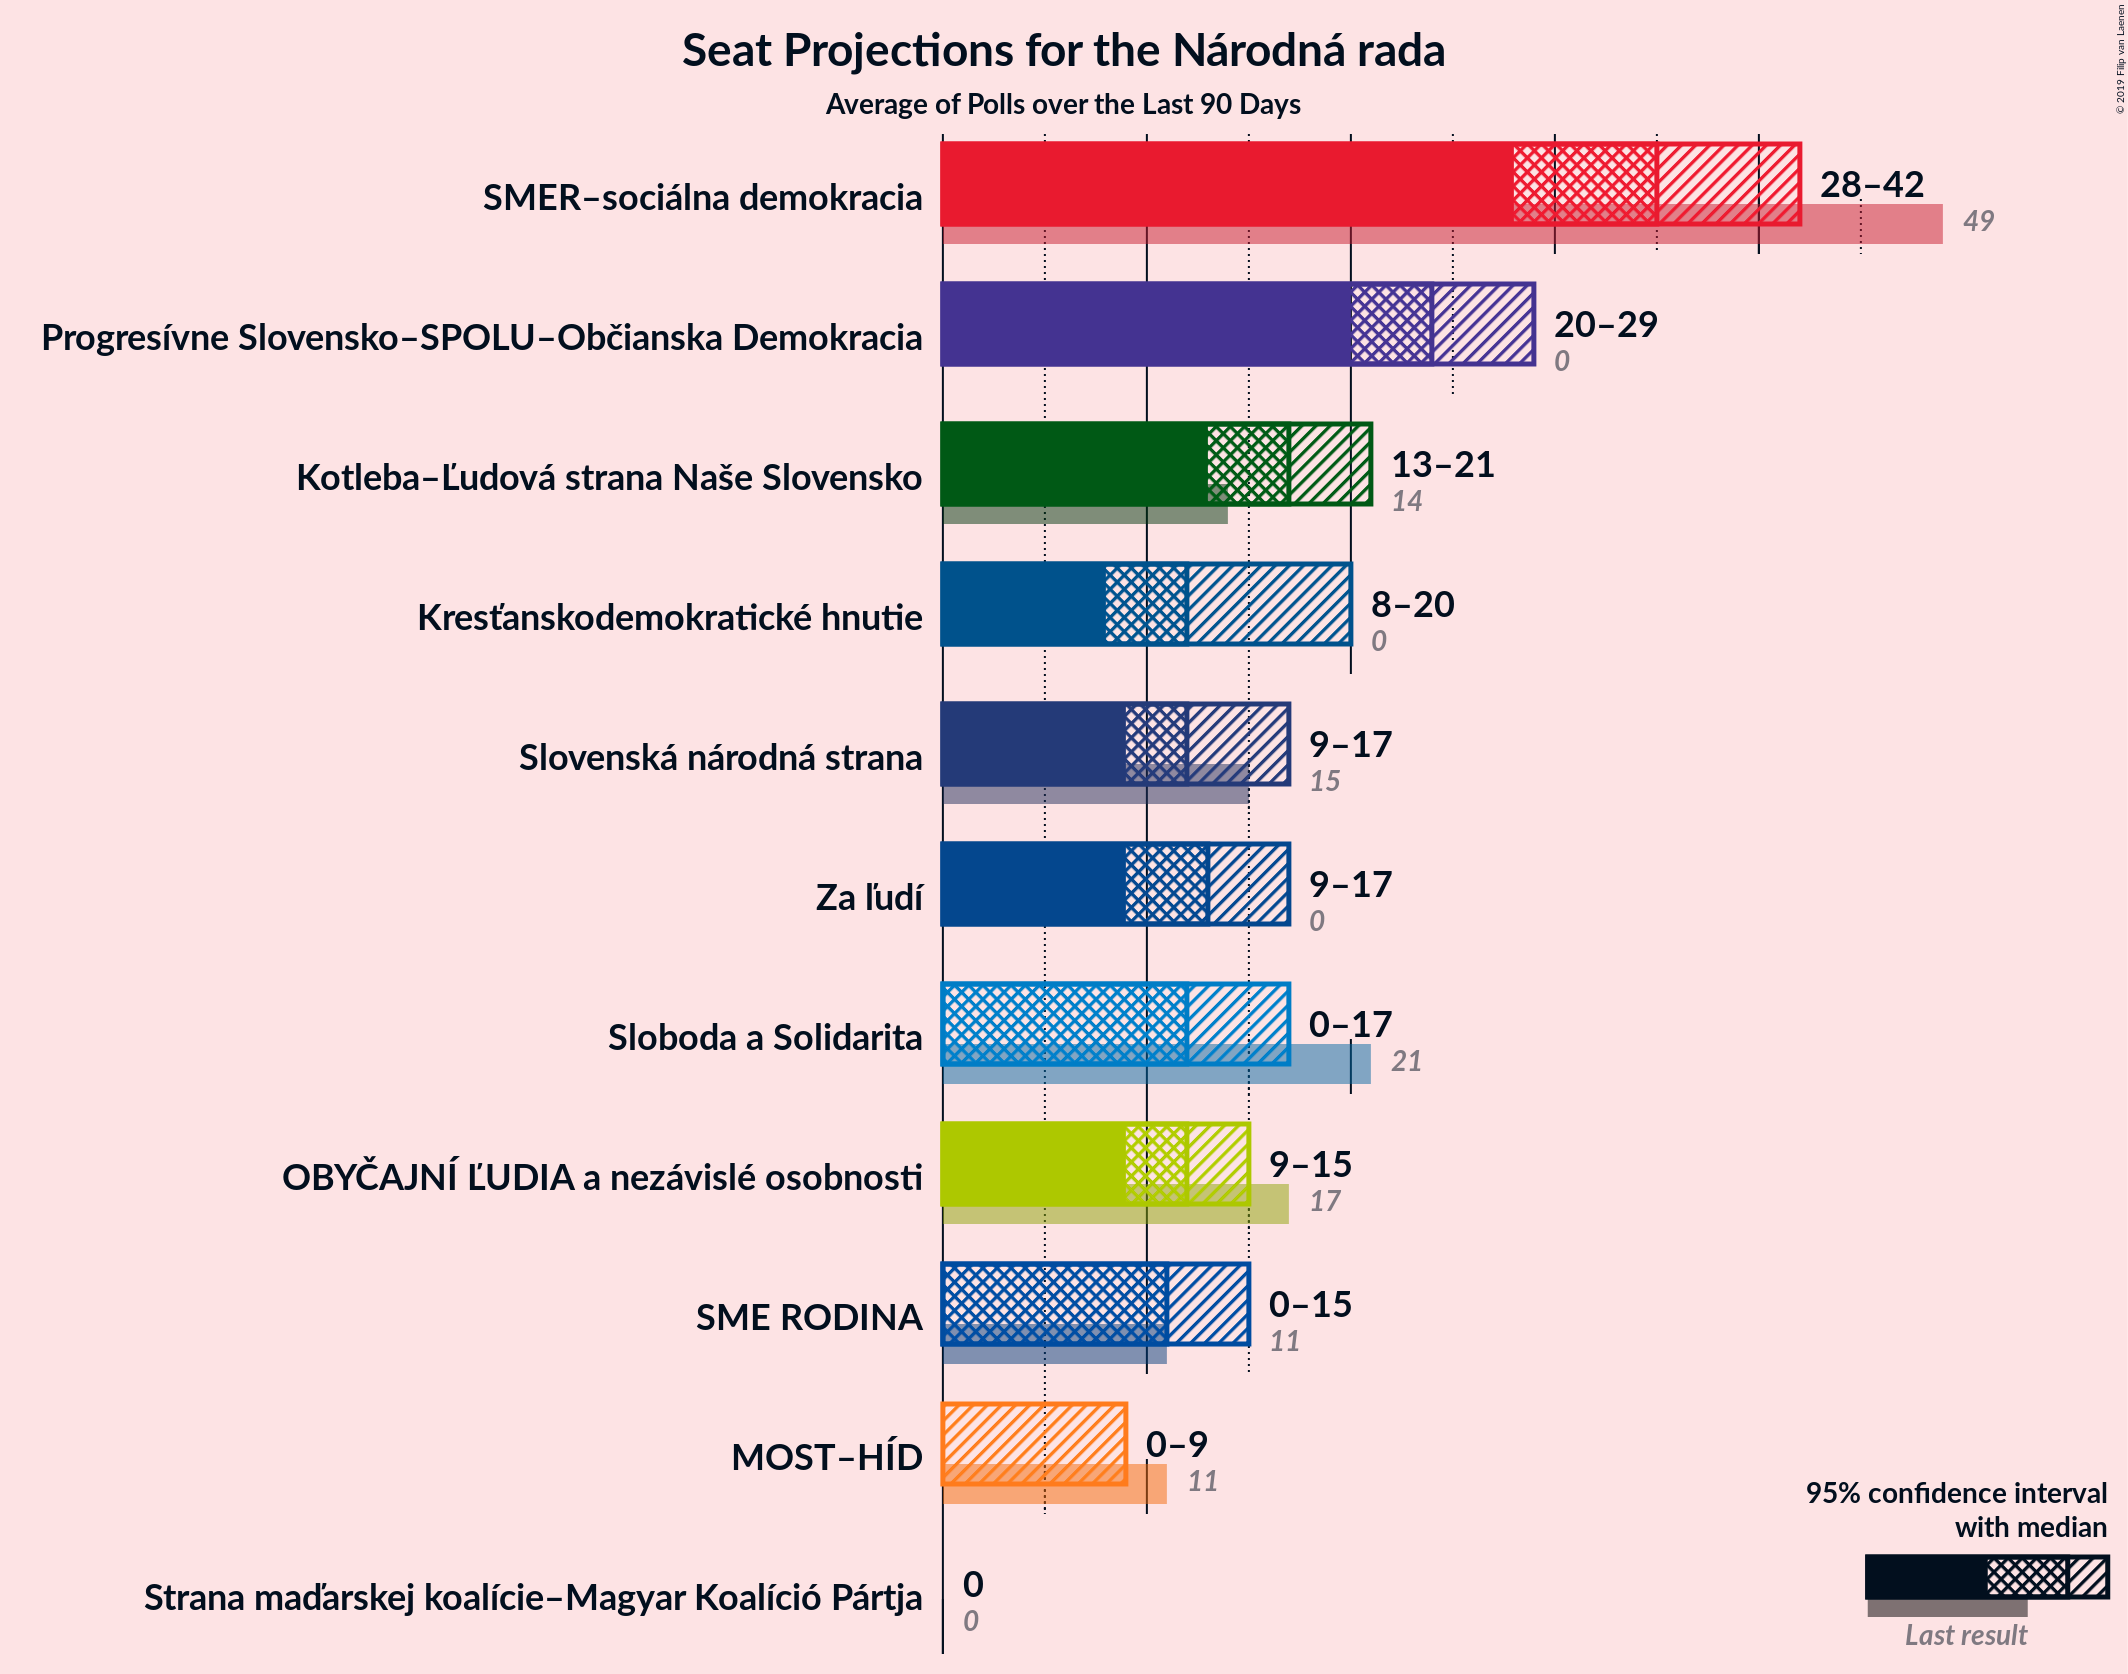 Seat Projections for the Národná rada
Average of Polls over the Last 90 Days
© 2019 Filip van Laenen
SMER–sociálna demokracia
28–42
49
Progresívne Slovensko–SPOLU–Občianska Demokracia
20–29
0
Kotleba–Ľudová strana Naše Slovensko
13–21
14
Kresťanskodemokratické hnutie
8–20
0
Slovenská národná strana
9–17
15
Za ľudí
9–17
0
Sloboda a Solidarita
0–17
21
OBYČAJNÍ ĽUDIA a nezávislé osobnosti
9–15
17
SME RODINA
0–15
11
MOST–HÍD
0–9
11
Strana maďarskej koalície–Magyar Koalíció Pártja
0
0
95% confidence interval
with median
Last result